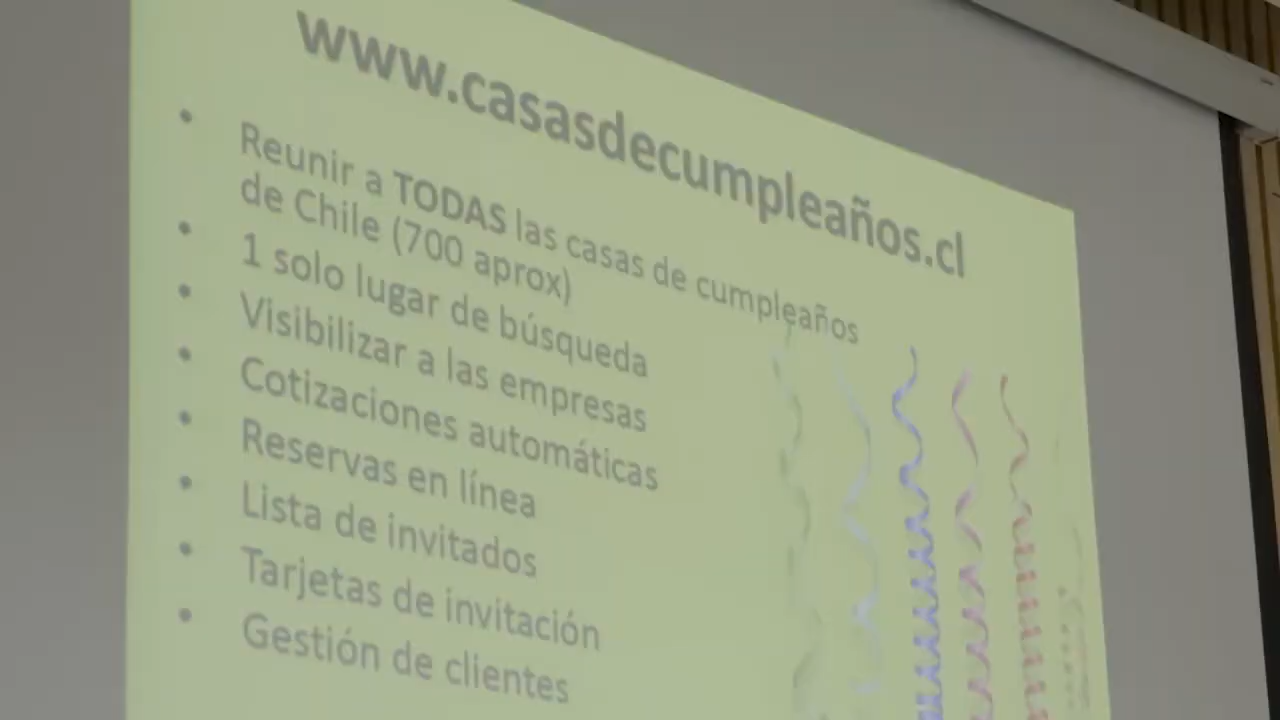 www.casasdecumpleaños.cl
• Reunir a TODAS las casas de cumpleaños
de Chile (700 aprox)
• 1 solo lugar de búsqueda
• Visibilizar a las empresas
• Cotizaciones automáticas
• Reservas en línea
• Lista de invitados
• Tarjetas de invitación
• Gestión de clientes